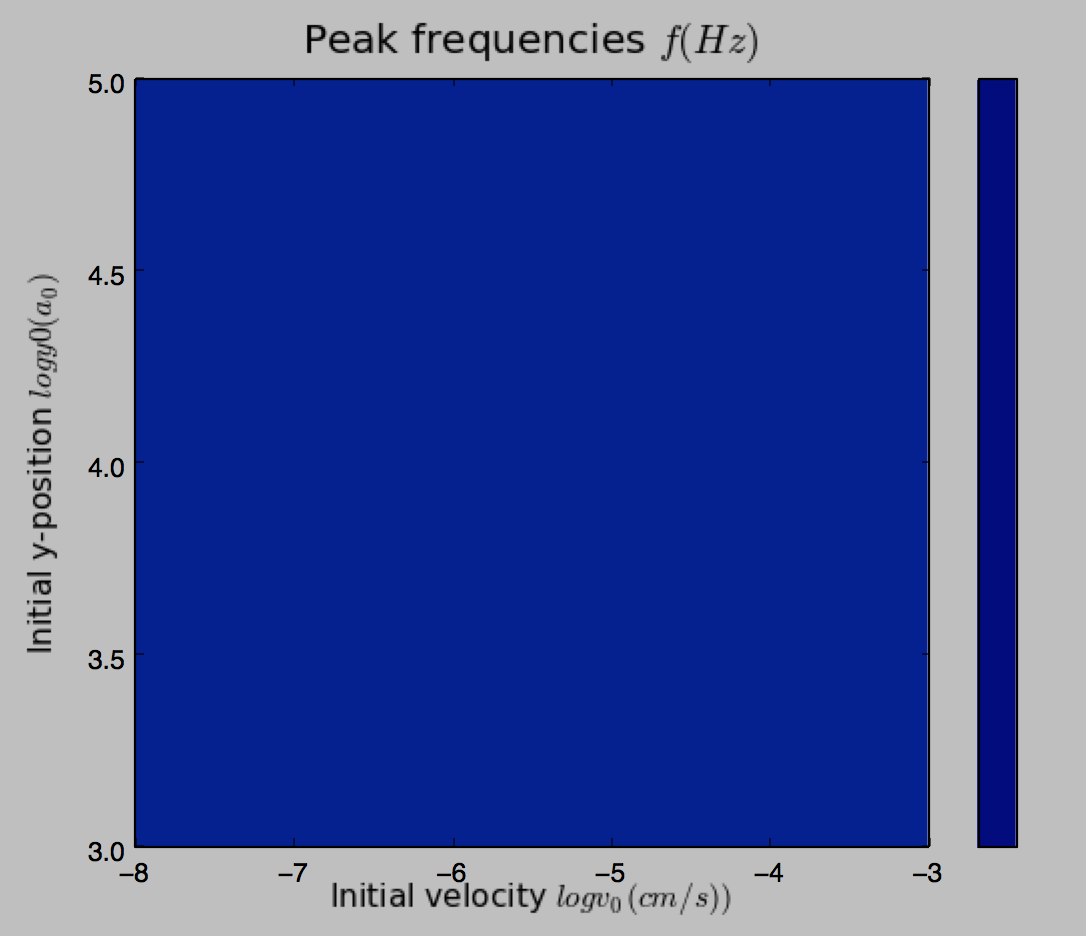 Peak frequencies f(Hz)
5.0
4.5
4.0
3.5
3.0
Initial y-position logy0(a₀)
−8 −7 −6 −5 −4 −3
Initial velocity logv₀(cm/s))